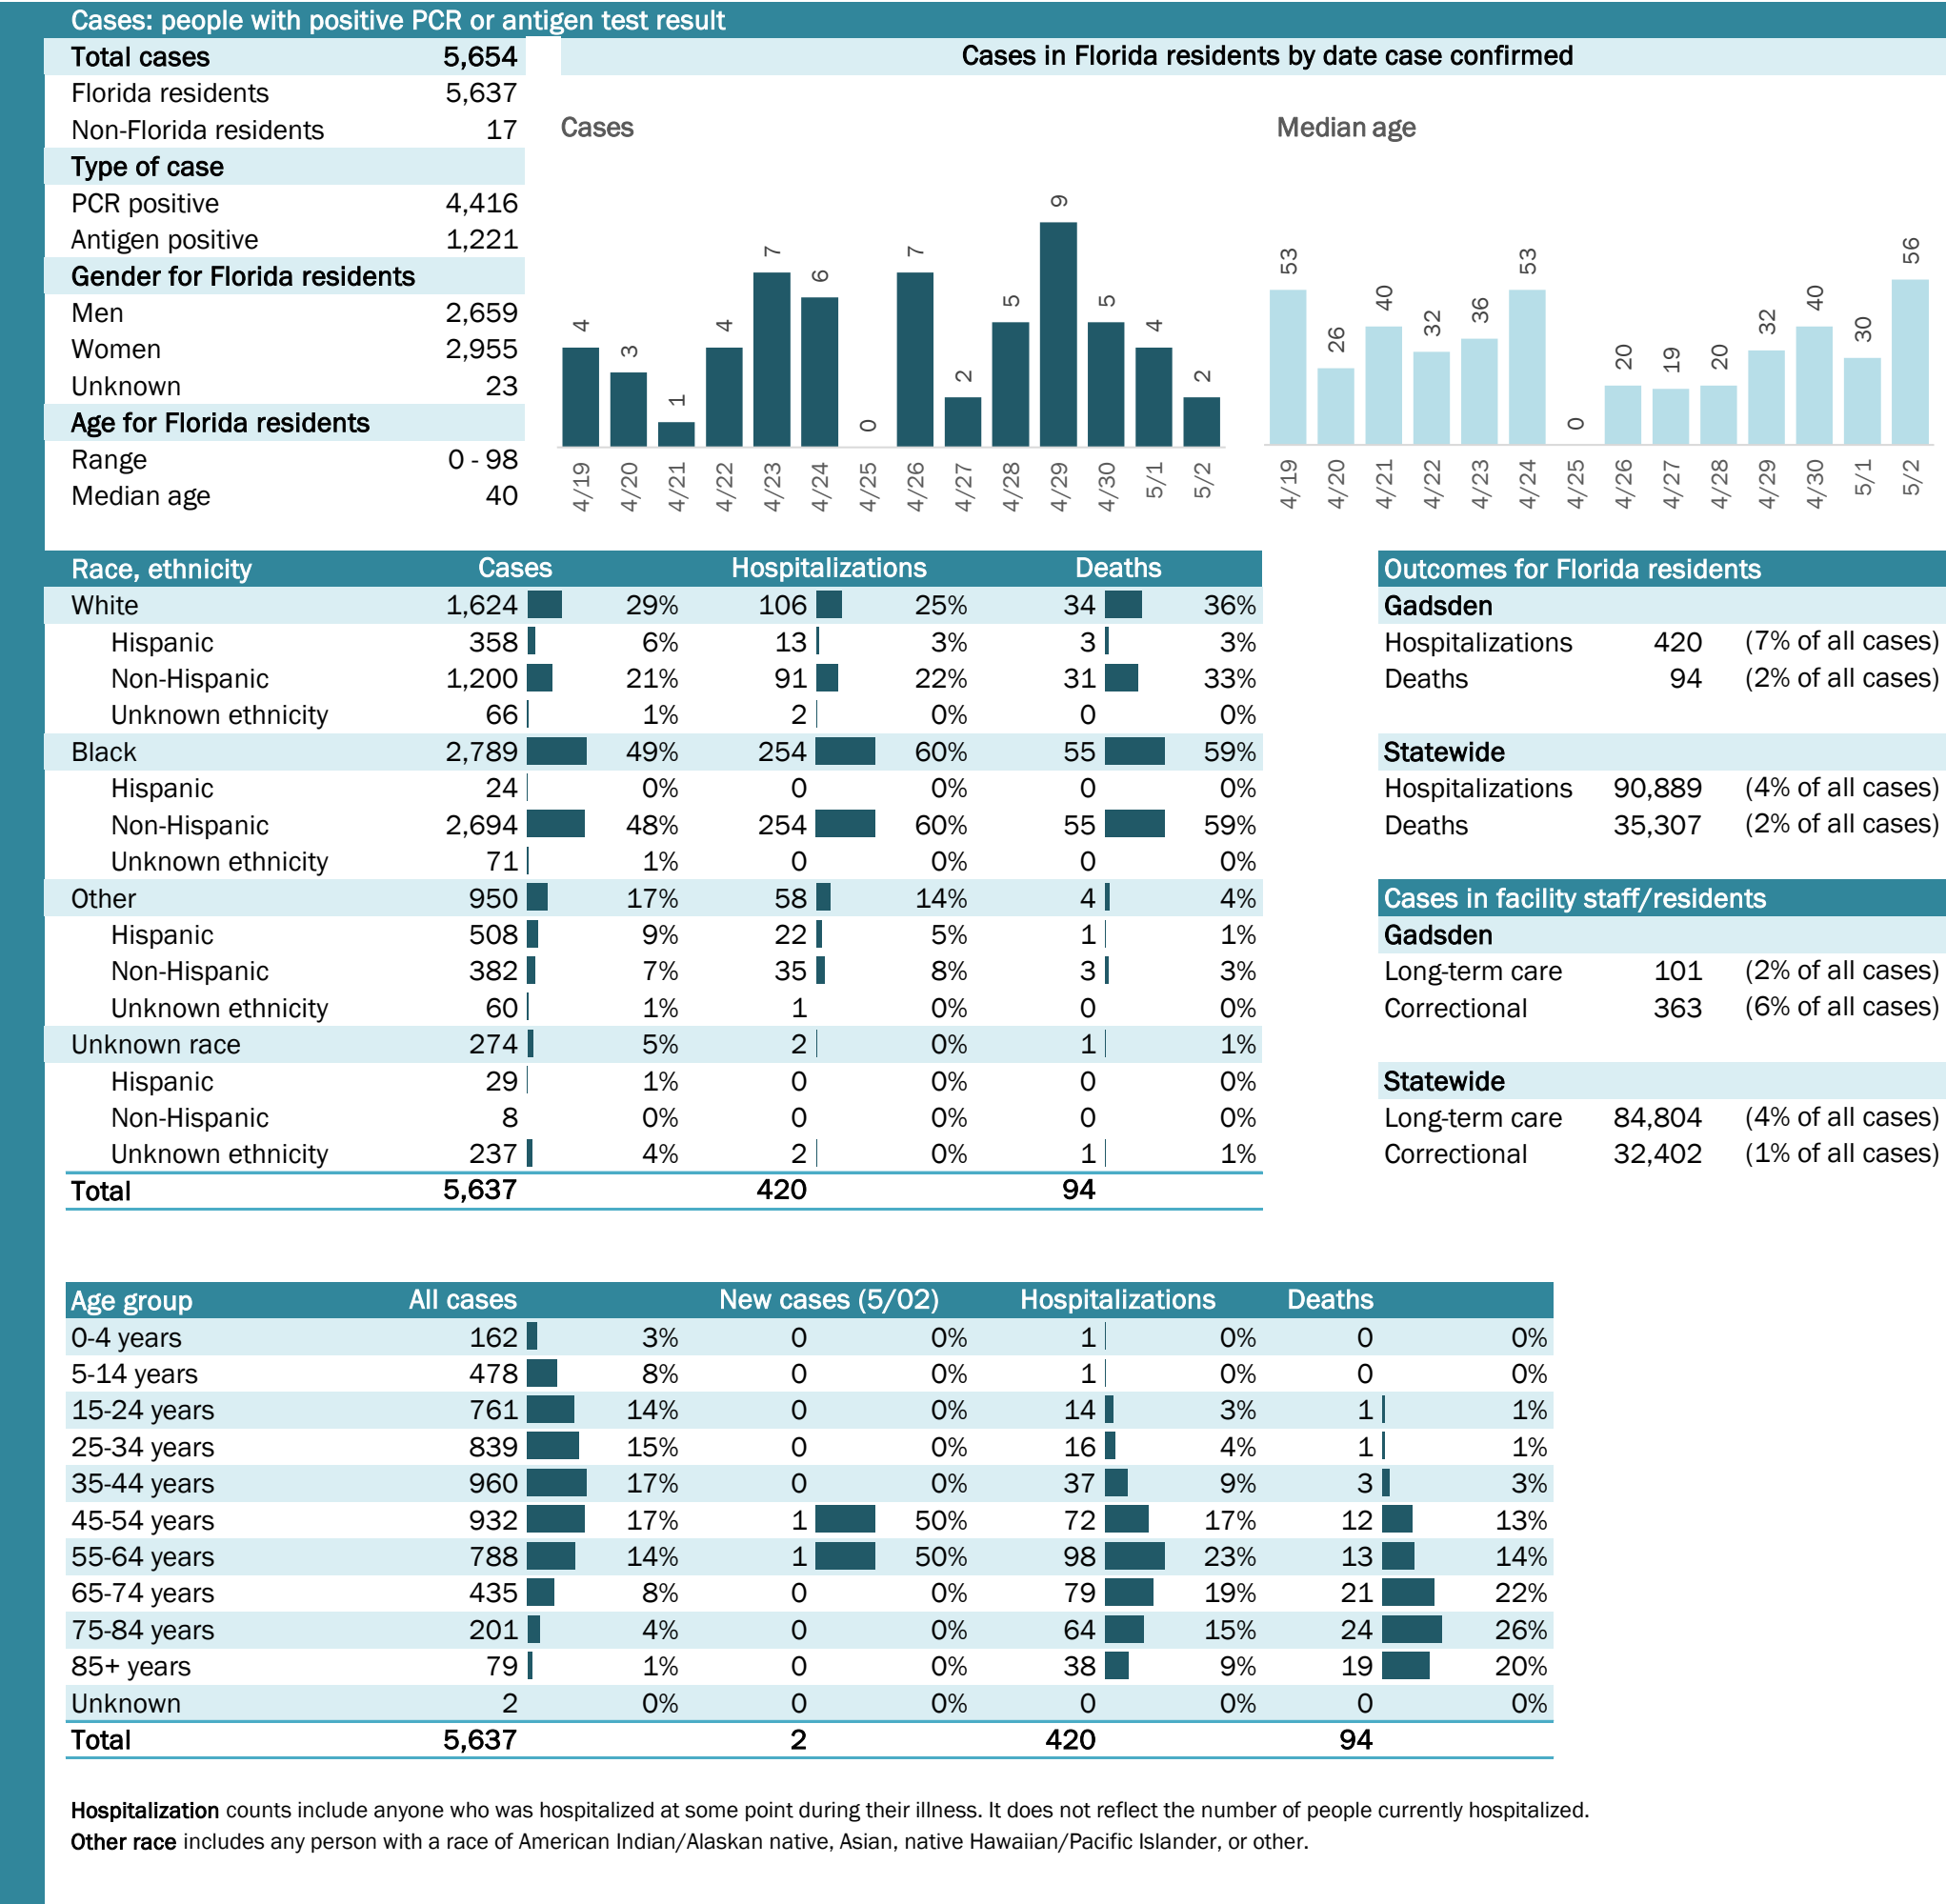 Cases: people with positive PCR or antigen test result
Total cases 5,654
Florida residents 5,637
Non-Florida residents 17
Type of case
PCR positive 4,416
Antigen positive 1,221
Gender for Florida residents
Men 2,659
Women 2,955
Unknown 23
Age for Florida residents
Range 0 - 98
Median age 40
Cases in Florida residents by date case confirmed
Cases
4 3 1 4 7 6 0 7 2 5 9 5 4 2
4/19 4/20 4/21 4/22 4/23 4/24 4/25 4/26 4/27 4/28 4/29 4/30 5/1 5/2
Median age
53 26 40 32 36 53 0 20 19 20 32 40 30 56
4/19 4/20 4/21 4/22 4/23 4/24 4/25 4/26 4/27 4/28 4/29 4/30 5/1 5/2
Race, ethnicity Cases Hospitalizations Deaths
White 1,624 29% 106 25% 34 36%
Hispanic 358 6% 13 3% 3 3%
Non-Hispanic 1,200 21% 91 22% 31 33%
Unknown ethnicity 66 1% 2 0% 0 0%
Black 2,789 49% 254 60% 55 59%
Hispanic 24 0% 0 0% 0 0%
Non-Hispanic 2,694 48% 254 60% 55 59%
Unknown ethnicity 71 1% 0 0% 0 0%
Other 950 17% 58 14% 4 4%
Hispanic 508 9% 22 5% 1 1%
Non-Hispanic 382 7% 35 8% 3 3%
Unknown ethnicity 60 1% 1 0% 0 0%
Unknown race 274 5% 2 0% 1 1%
Hispanic 29 1% 0 0% 0 0%
Non-Hispanic 8 0% 0 0% 0 0%
Unknown ethnicity 237 4% 2 0% 1 1%
Total 5,637 420 94
Outcomes for Florida residents
Gadsden
Hospitalizations 420 (7% of all cases)
Deaths 94 (2% of all cases)
Statewide
Hospitalizations 90,889 (4% of all cases)
Deaths 35,307 (2% of all cases)
Cases in facility staff/residents
Gadsden
Long-term care 101 (2% of all cases)
Correctional 363 (6% of all cases)
Statewide
Long-term care 84,804 (4% of all cases)
Correctional 32,402 (1% of all cases)
Age group All cases New cases (5/02) Hospitalizations Deaths
0-4 years 162 3% 0 0% 1 0% 0 0%
5-14 years 478 8% 0 0% 1 0% 0 0%
15-24 years 761 14% 0 0% 14 3% 1 1%
25-34 years 839 15% 0 0% 16 4% 1 1%
35-44 years 960 17% 0 0% 37 9% 3 3%
45-54 years 932 17% 1 50% 72 17% 12 13%
55-64 years 788 14% 1 50% 98 23% 13 14%
65-74 years 435 8% 0 0% 79 19% 21 22%
75-84 years 201 4% 0 0% 64 15% 24 26%
85+ years 79 1% 0 0% 38 9% 19 20%
Unknown 2 0% 0 0% 0 0% 0 0%
Total 5,637 2 420 94
Hospitalization counts include anyone who was hospitalized at some point during their illness. It does not reflect the number of people currently hospitalized.
Other race includes any person with a race of American Indian/Alaskan native, Asian, native Hawaiian/Pacific Islander, or other.